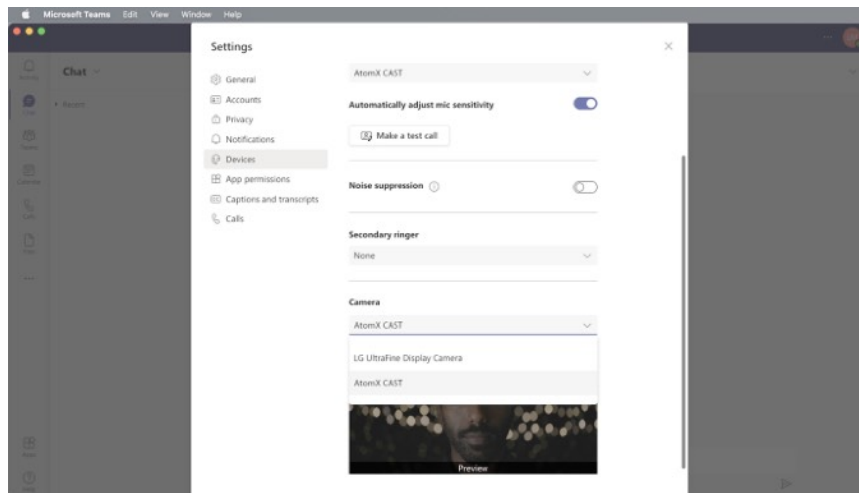 Microsoft Teams Edit View Window Help
Settings
Chat
General
Accounts
Privacy
Notifications
Devices
App permissions
Captions and transcripts
Calls
AtomX CAST
Automatically adjust mic sensitivity
Make a test call
Noise suppression
Secondary ringer
None
Camera
AtomX CAST
LG UltraFine Display Camera
AtomX CAST
Preview